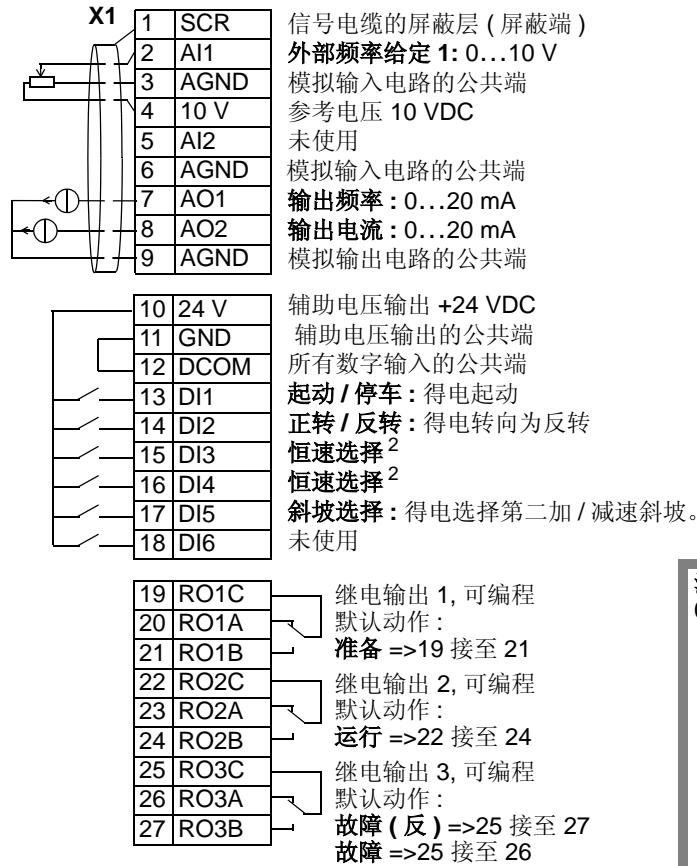 X1
1 SCR 信号电缆的屏蔽层 ( 屏蔽端 )
2 AI1 外部频率给定 1: 0…10 V
3 AGND 模拟输入电路的公共端
4 10 V 参考电压 10 VDC
5 AI2 未使用
6 AGND 模拟输入电路的公共端
7 AO1 输出频率 : 0…20 mA
8 AO2 输出电流 : 0…20 mA
9 AGND 模拟输出电路的公共端
10 24 V 辅助电压输出 +24 VDC
11 GND 辅助电压输出的公共端
12 DCOM 所有数字输入的公共端
13 DI1 起动 / 停车 : 得电起动
14 DI2 正转 / 反转 : 得电转向为反转
15 DI3 恒速选择 2
16 DI4 恒速选择 2
17 DI5 斜坡选择 : 得电选择第二加 / 减速斜坡。
18 DI6 未使用
19 RO1C 继电输出 1, 可编程
20 RO1A 默认动作 :
21 RO1B 准备 =>19 接至 21
22 RO2C 继电输出 2, 可编程
23 RO2A 默认动作 :
24 RO2B 运行 =>22 接至 24
25 RO3C 继电输出 3, 可编程
26 RO3A 默认动作 :
27 RO3B 故障 ( 反 ) =>25 接至 27
故障 =>25 接至 26